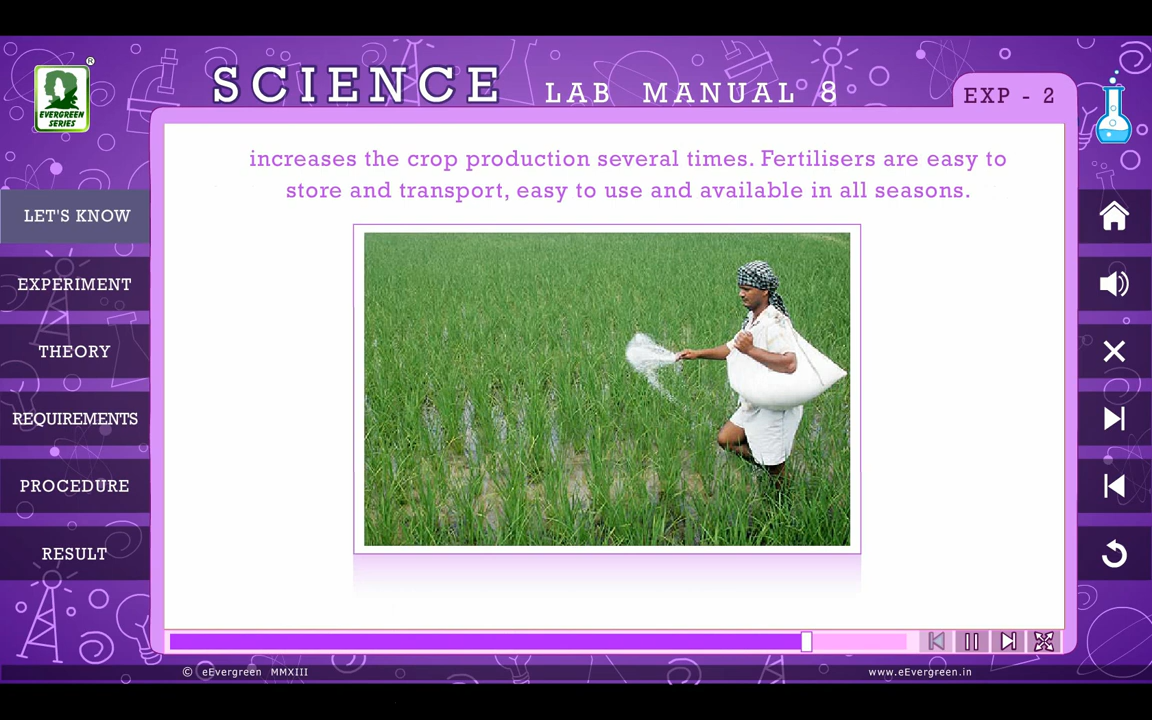 SCIENCE LAB MANUAL 8
EXP - 2
EVERGREEN
SERIES
®
increases the crop production several times. Fertilisers are easy to
store and transport, easy to use and available in all seasons.
LET'S KNOW
EXPERIMENT
THEORY
REQUIREMENTS
PROCEDURE
RESULT
© eEvergreen MMXIII
www.eEvergreen.in